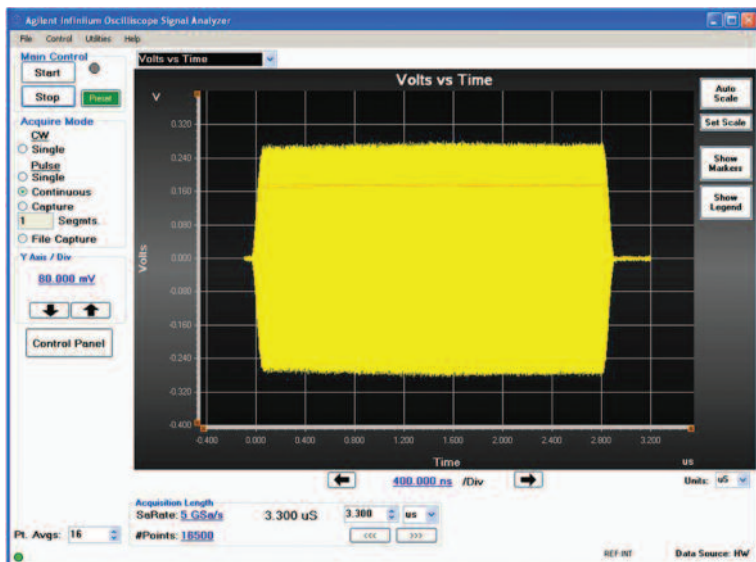 Agilent Infiniium Oscilliscope Signal Analyzer
File Control Utilities Help
Main Control
Start
Stop
Preset
Acquire Mode
CW
Single
Pulse
Single
Continuous
Capture
1 Segmts.
File Capture
Y Axis / Div
80.000 mV
Control Panel
Pt. Avgs: 16
Volts vs Time
Volts vs Time
V
0.320
0.240
0.160
0.080
0.000
-0.000
-0.080
-0.160
-0.240
-0.320
-0.400
Volts
-0.400 0.000 0.400 0.800 1.200 1.600 2.000 2.400 2.800 3.200
Time
us
400.000 ns /Div
Units: uS
Acquisition Length
SaRate: 5 GSa/s 3.300 uS 3.300 us
#Points: 16500 <<< >>>
Auto Scale
Set Scale
Show Markers
Show Legend
REF:INT Data Source: HW